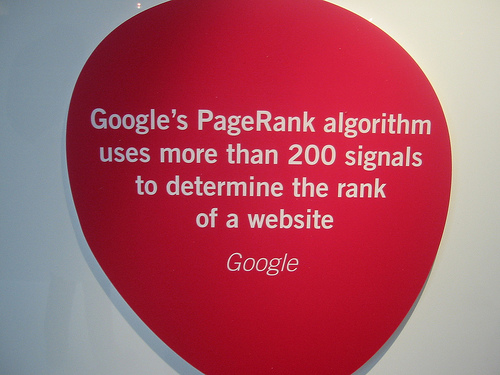 Google's PageRank algorithm
uses more than 200 signals
to determine the rank
of a website
Google